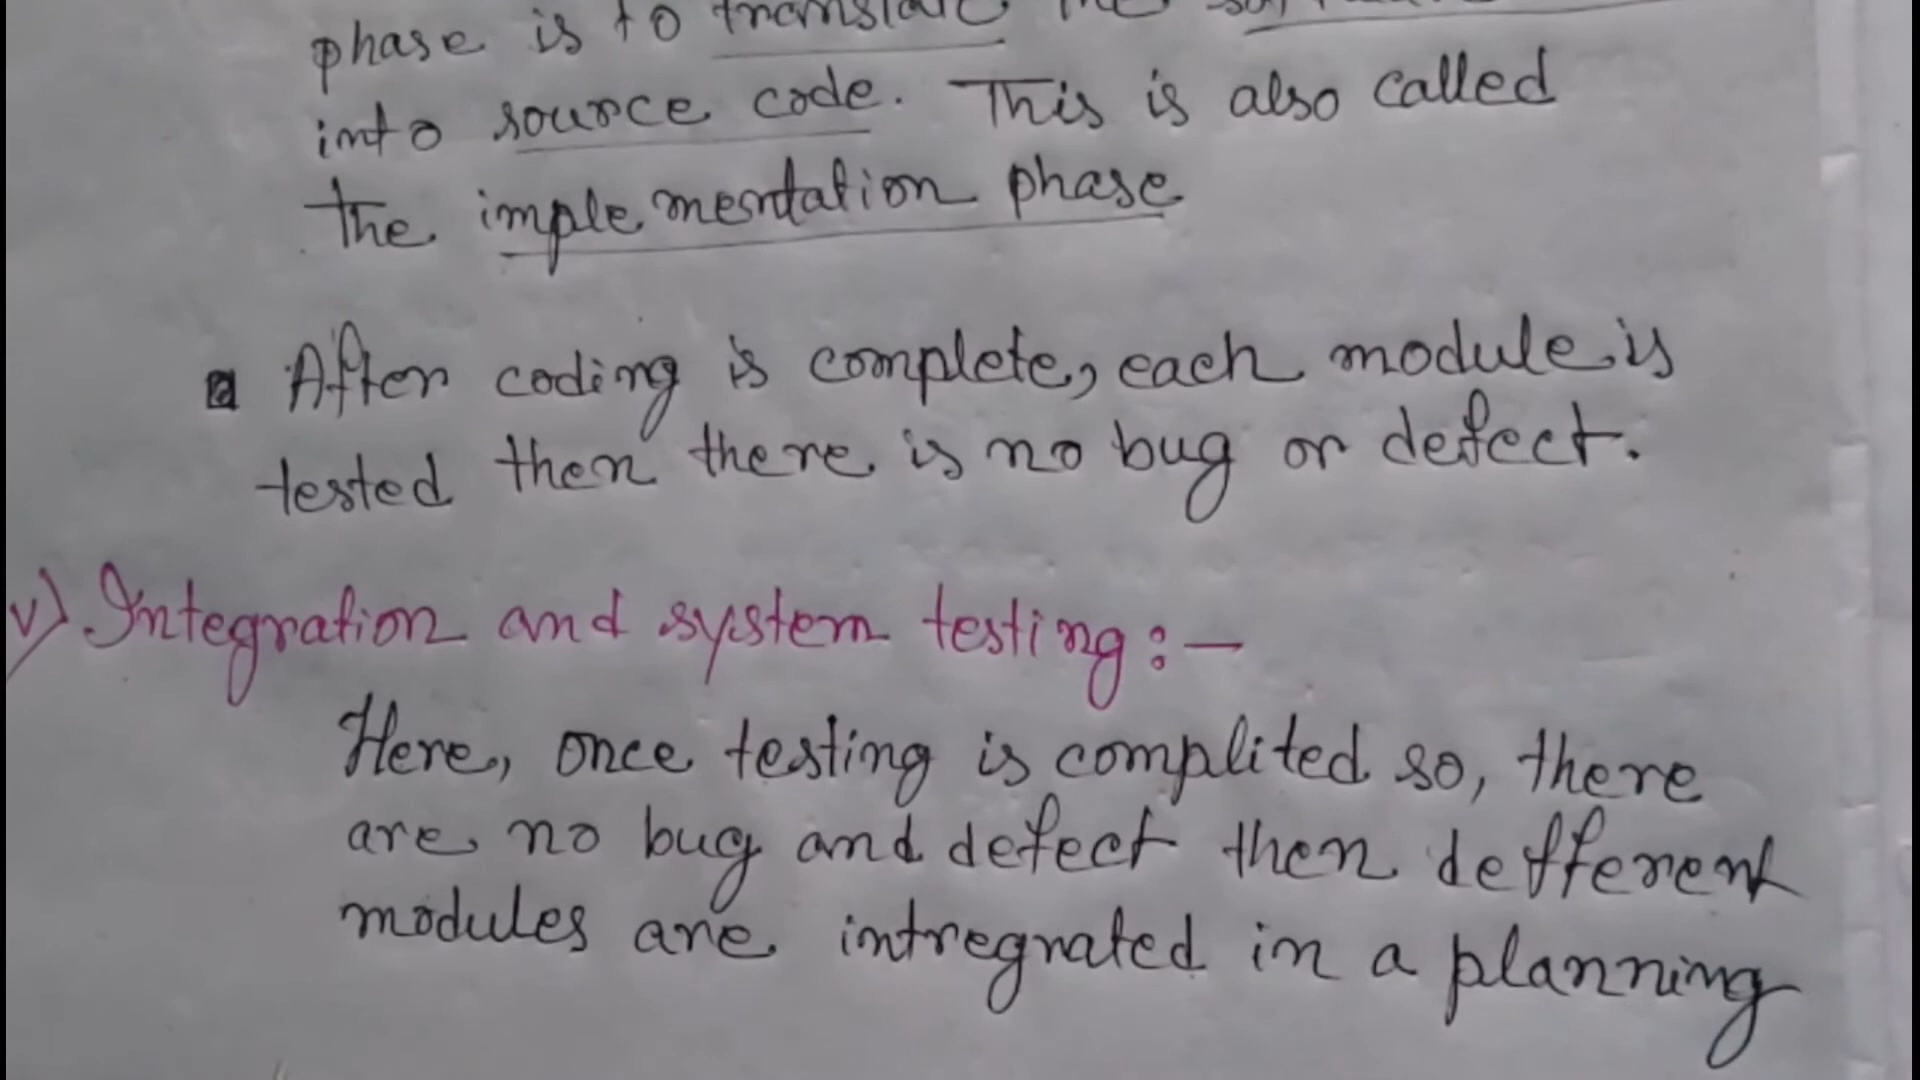 phase is to translate the
into source code. This is also called
the implementation phase
After coding is complete, each module is
tested then there is no bug or defect.
v) Integration and system testing :-
Here, once testing is complited so, there
are no bug and defect then defferent
modules are intregrated in a planning